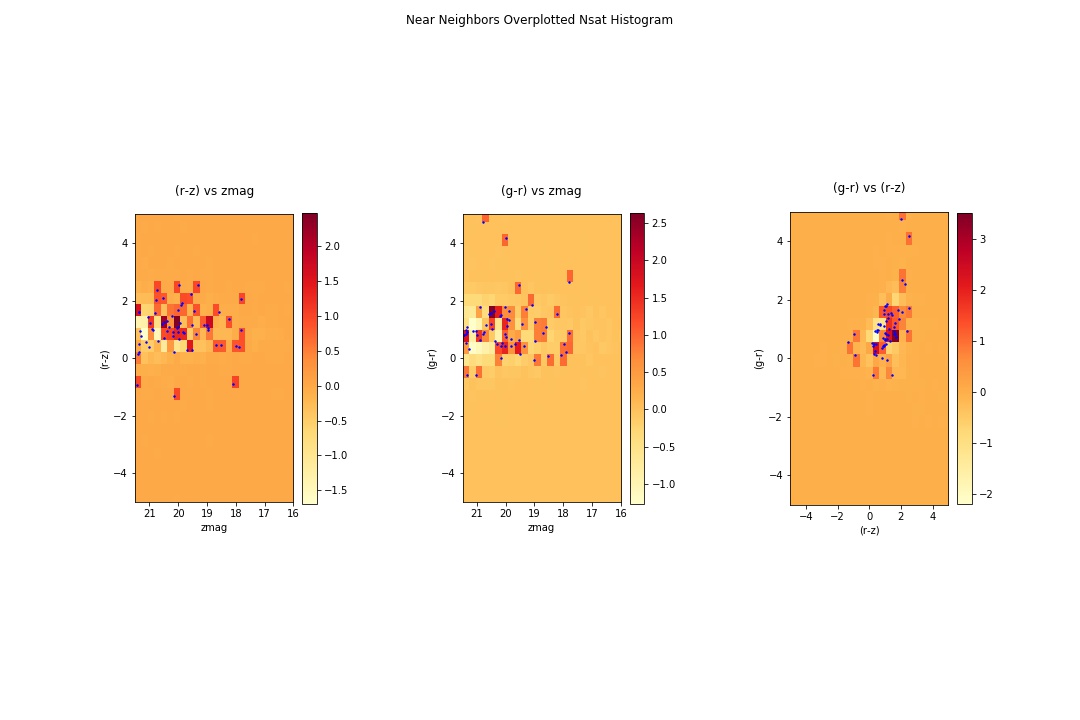 Near Neighbors Overplotted Nsat Histogram
(r-z) vs zmag
4
2
0
−2
−4
(r-z)
21 20 19 18 17 16
zmag
2.0
1.5
1.0
0.5
0.0
−0.5
−1.0
−1.5
(g-r) vs zmag
4
2
0
−2
−4
(g-r)
21 20 19 18 17 16
zmag
2.5
2.0
1.5
1.0
0.5
0.0
−0.5
−1.0
(g-r) vs (r-z)
4
2
0
−2
−4
(g-r)
−4 −2 0 2 4
(r-z)
3
2
1
0
−1
−2